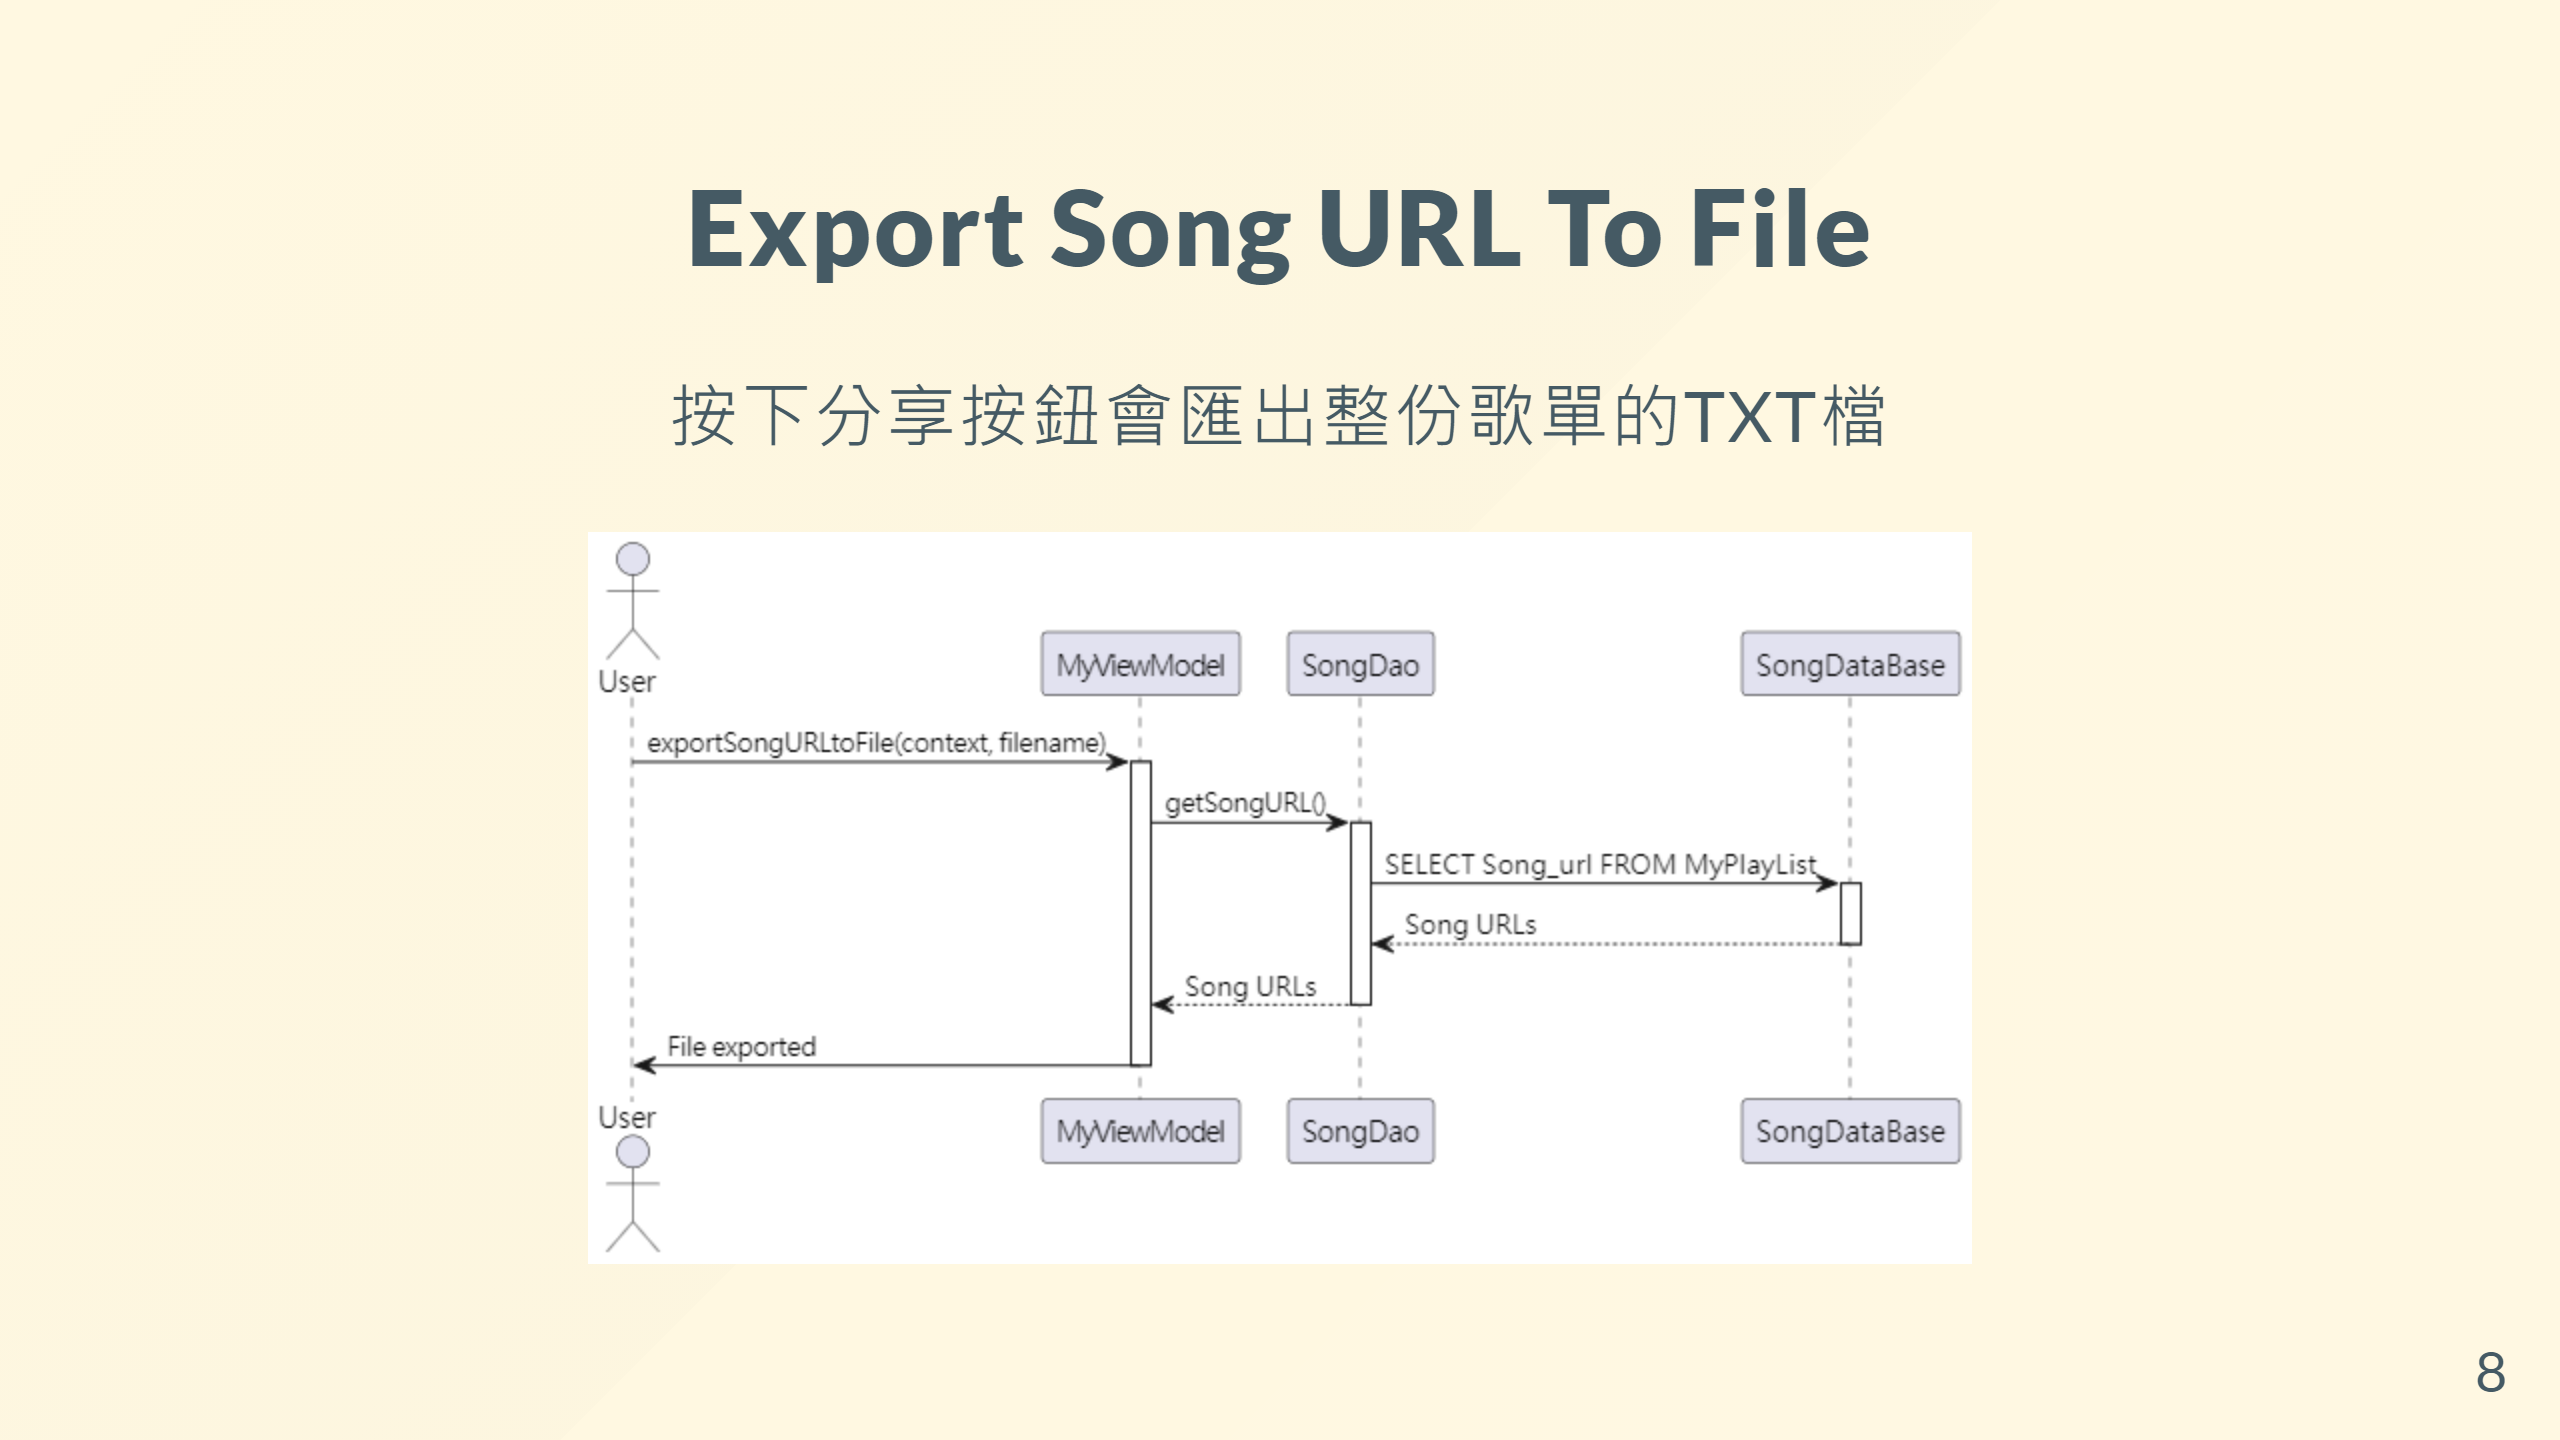 Export Song URL To File
按下分享按鈕會匯出整份歌單的TXT檔
User
MyViewModel
SongDao
SongDataBase
exportSongURLtoFile(context, filename)
getSongURL()
SELECT Song_url FROM MyPlayList
Song URLs
Song URLs
File exported
User
MyViewModel
SongDao
SongDataBase
8